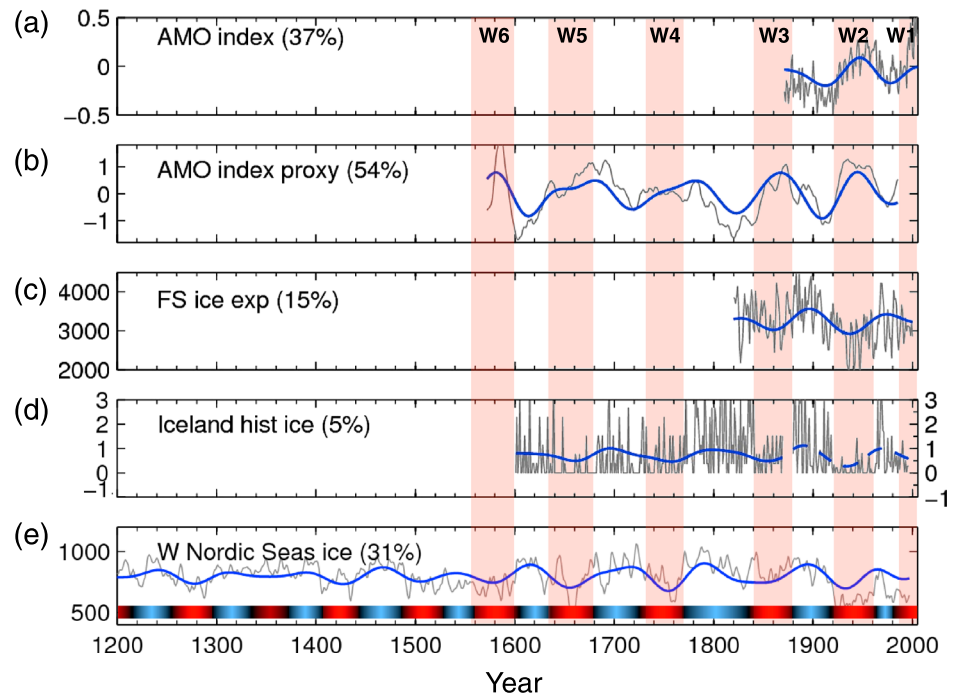 (a)
AMO index (37%)
W6 W5 W4 W3 W2 W1
0.5
0
−0.5
(b)
AMO index proxy (54%)
1
0
−1
(c)
FS ice exp (15%)
4000
3000
2000
(d)
Iceland hist ice (5%)
3 3
2 2
1 1
0 0
−1 −1
(e)
W Nordic Seas ice (31%)
1000
500
1200 1300 1400 1500 1600 1700 1800 1900 2000
Year